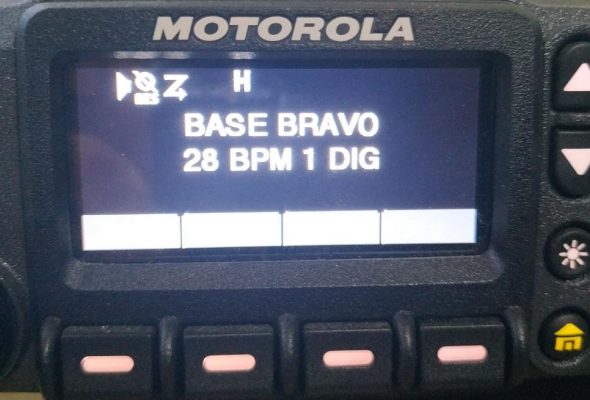 MOTOROLA
H
BASE BRAVO
28 BPM 1 DIG